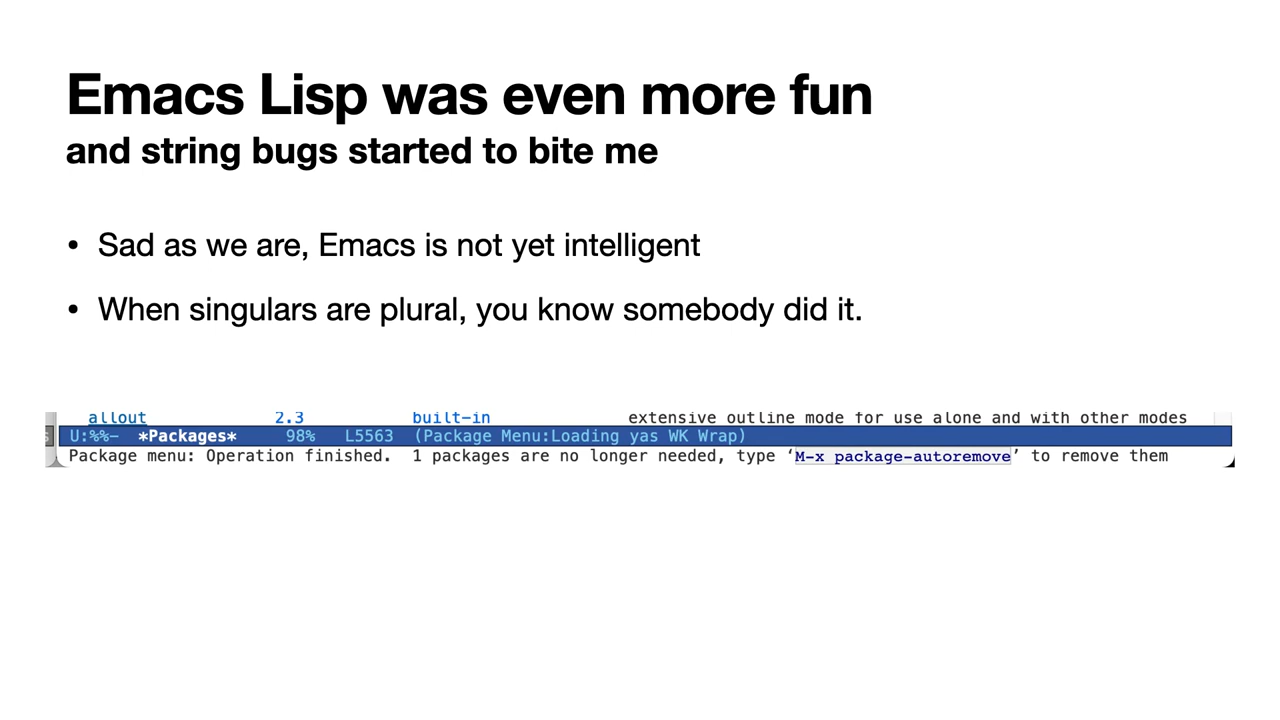 Emacs Lisp was even more fun
and string bugs started to bite me
• Sad as we are, Emacs is not yet intelligent
• When singulars are plural, you know somebody did it.
allout 2.3 built-in extensive outline mode for use alone and with other modes
U:%%- *Packages* 98% L5563 (Package Menu:Loading yas WK Wrap)
Package menu: Operation finished. 1 packages are no longer needed, type ‘M-x package-autoremove’ to remove them